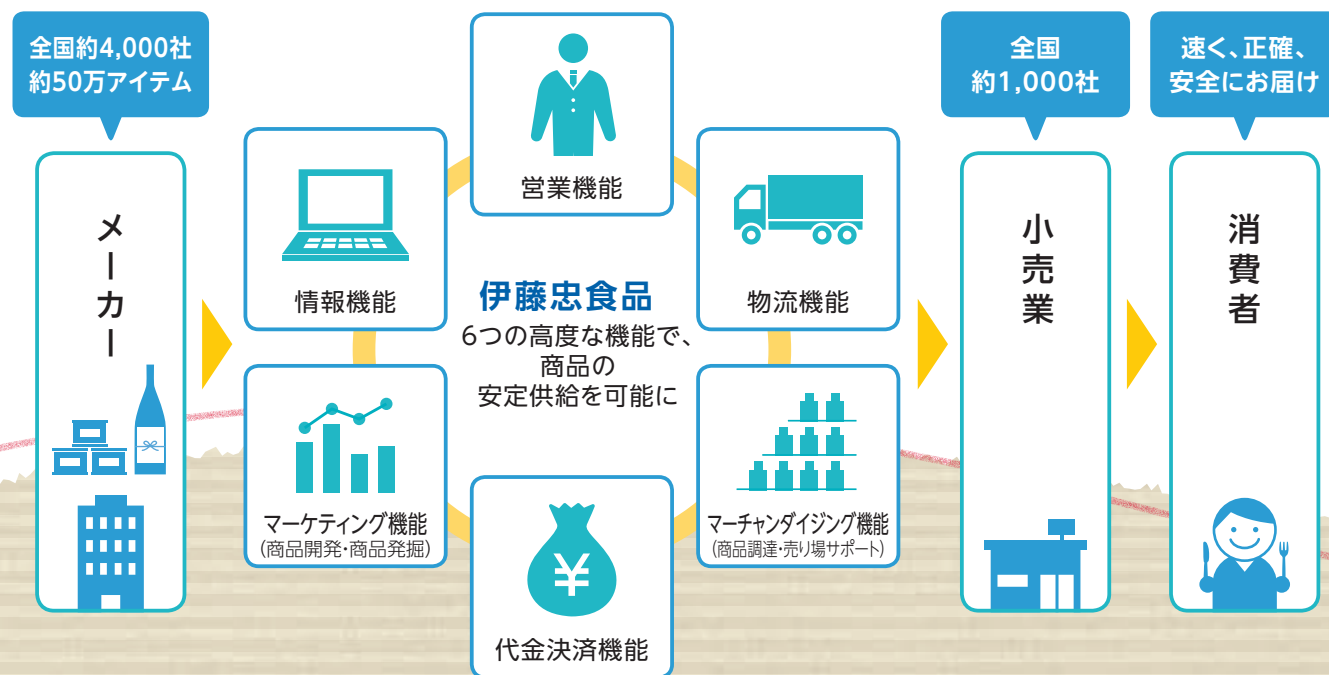 全国約4,000社
約50万アイテム
メーカー
営業機能
情報機能
物流機能
伊藤忠食品
6つの高度な機能で、
商品の
安定供給を可能に
マーケティング機能
(商品開発・商品発掘)
マーチャンダイジング機能
(商品調達・売り場サポート)
¥
代金決済機能
全国
約1,000社
小売業
速く、正確、
安全にお届け
消費者